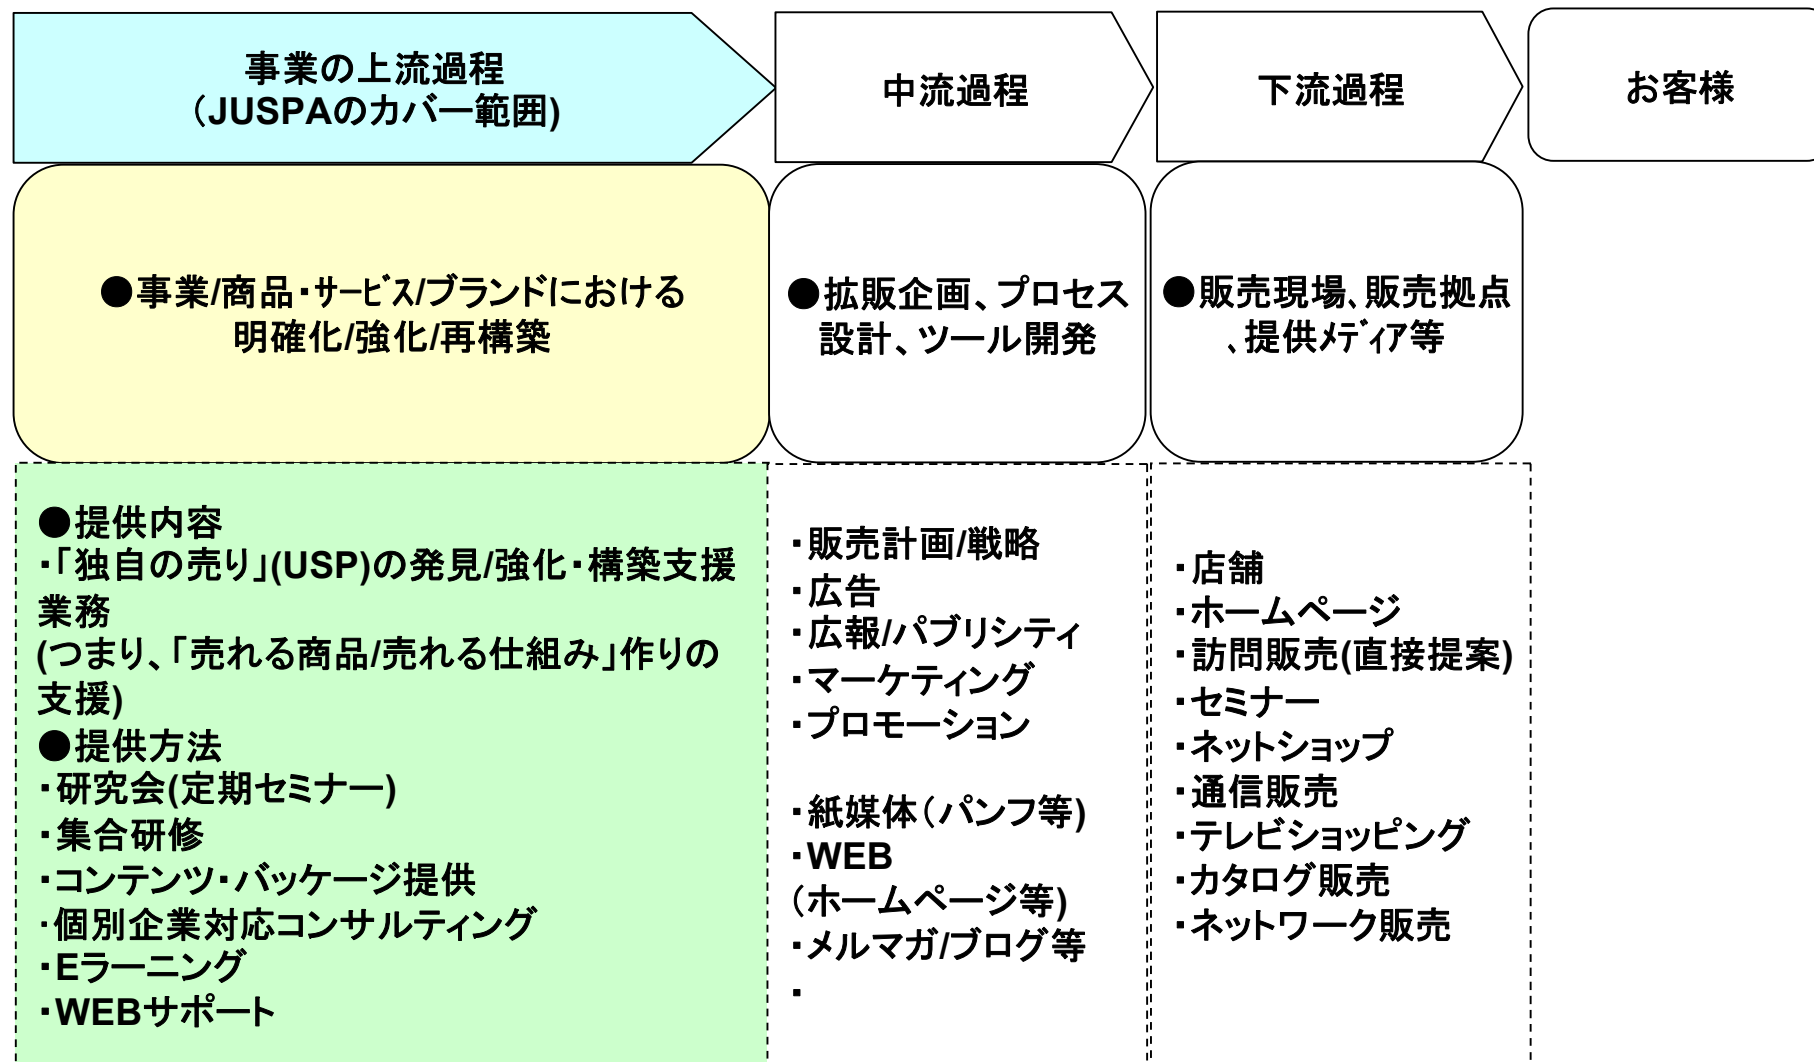 事業の上流過程
（JUSPAのカバー範囲)
中流過程
下流過程
お客様
●事業/商品・ｻｰﾋﾞｽ/ブランドにおける
明確化/強化/再構築
●拡販企画、プロセス
設計、ツール開発
●販売現場、販売拠点
、提供ﾒﾃﾞｨｱ等
●提供内容
・「独自の売り」(USP)の発見/強化・構築支援
業務
(つまり、「売れる商品/売れる仕組み」作りの
支援)
●提供方法
・研究会(定期セミナー)
・集合研修
・コンテンツ・バッケージ提供
・個別企業対応コンサルティング
・Eラーニング
・WEBサポート
・販売計画/戦略
・広告
・広報/パブリシティ
・マーケティング
・プロモーション
・紙媒体（パンフ等)
・WEB
（ホームページ等)
・メルマガ/ブログ等
・
・店舗
・ホームページ
・訪問販売(直接提案)
・セミナー
・ネットショップ
・通信販売
・テレビショッピング
・カタログ販売
・ネットワーク販売